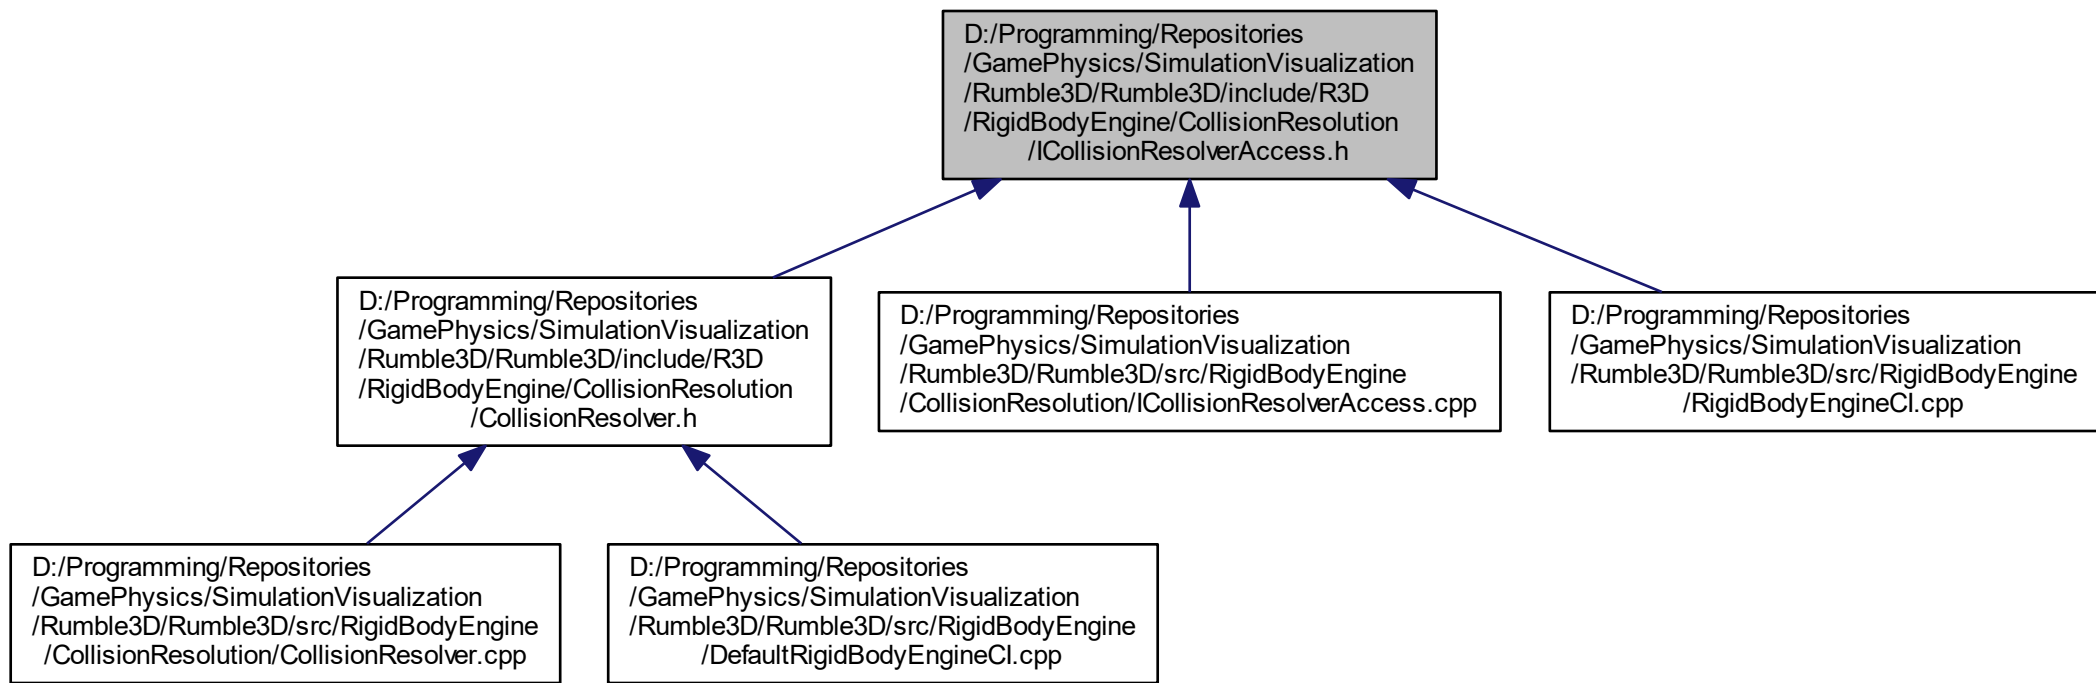 D:/Programming/Repositories
/GamePhysics/SimulationVisualization
/Rumble3D/Rumble3D/include/R3D
/RigidBodyEngine/CollisionResolution
/ICollisionResolverAccess.h
D:/Programming/Repositories
/GamePhysics/SimulationVisualization
/Rumble3D/Rumble3D/include/R3D
/RigidBodyEngine/CollisionResolution
/CollisionResolver.h
D:/Programming/Repositories
/GamePhysics/SimulationVisualization
/Rumble3D/Rumble3D/src/RigidBodyEngine
/CollisionResolution/ICollisionResolverAccess.cpp
D:/Programming/Repositories
/GamePhysics/SimulationVisualization
/Rumble3D/Rumble3D/src/RigidBodyEngine
/RigidBodyEngineCI.cpp
D:/Programming/Repositories
/GamePhysics/SimulationVisualization
/Rumble3D/Rumble3D/src/RigidBodyEngine
/CollisionResolution/CollisionResolver.cpp
D:/Programming/Repositories
/GamePhysics/SimulationVisualization
/Rumble3D/Rumble3D/src/RigidBodyEngine
/DefaultRigidBodyEngineCI.cpp